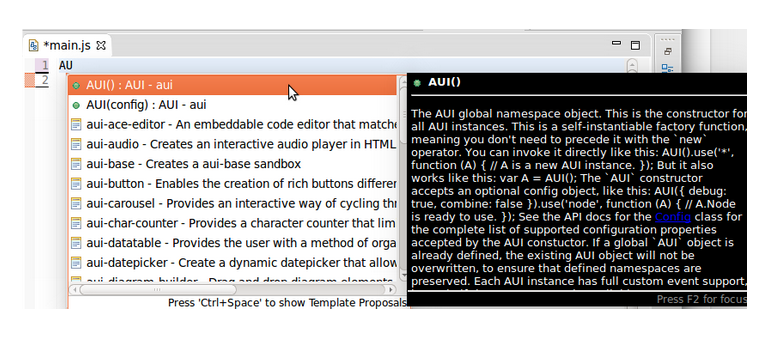 *main.js
1 AU
2
AUI() : AUI - aui
AUI(config) : AUI - aui
aui-ace-editor - An embeddable code editor that matche
aui-audio - Creates an interactive audio player in HTML
aui-base - Creates a aui-base sandbox
aui-button - Enables the creation of rich buttons differen
aui-carousel - Provides an interactive way of cycling thr
aui-char-counter - Provides a character counter that lim
aui-datatable - Provides the user with a method of orga
aui-datepicker - Create a dynamic datepicker that allow
aui-diagram-builder - Drag and drop diagram elements
Press 'Ctrl+Space' to show Template Proposals
AUI()
The AUI global namespace object. This is the constructor for
all AUI instances. This is a self-instantiable factory function,
meaning you don't need to precede it with the `new`
operator. You can invoke it directly like this: AUI().use('*',
function (A) { // A is a new AUI instance. }); But it also
works like this: var A = AUI(); The `AUI` constructor
accepts an optional config object, like this: AUI({ debug:
true, combine: false }).use('node', function (A) { // A.Node
is ready to use. }); See the API docs for the Config class for
the complete list of supported configuration properties
accepted by the AUI constuctor. If a global `AUI` object is
already defined, the existing AUI object will not be
overwritten, to ensure that defined namespaces are
preserved. Each AUI instance has full custom event support,
Press F2 for focus